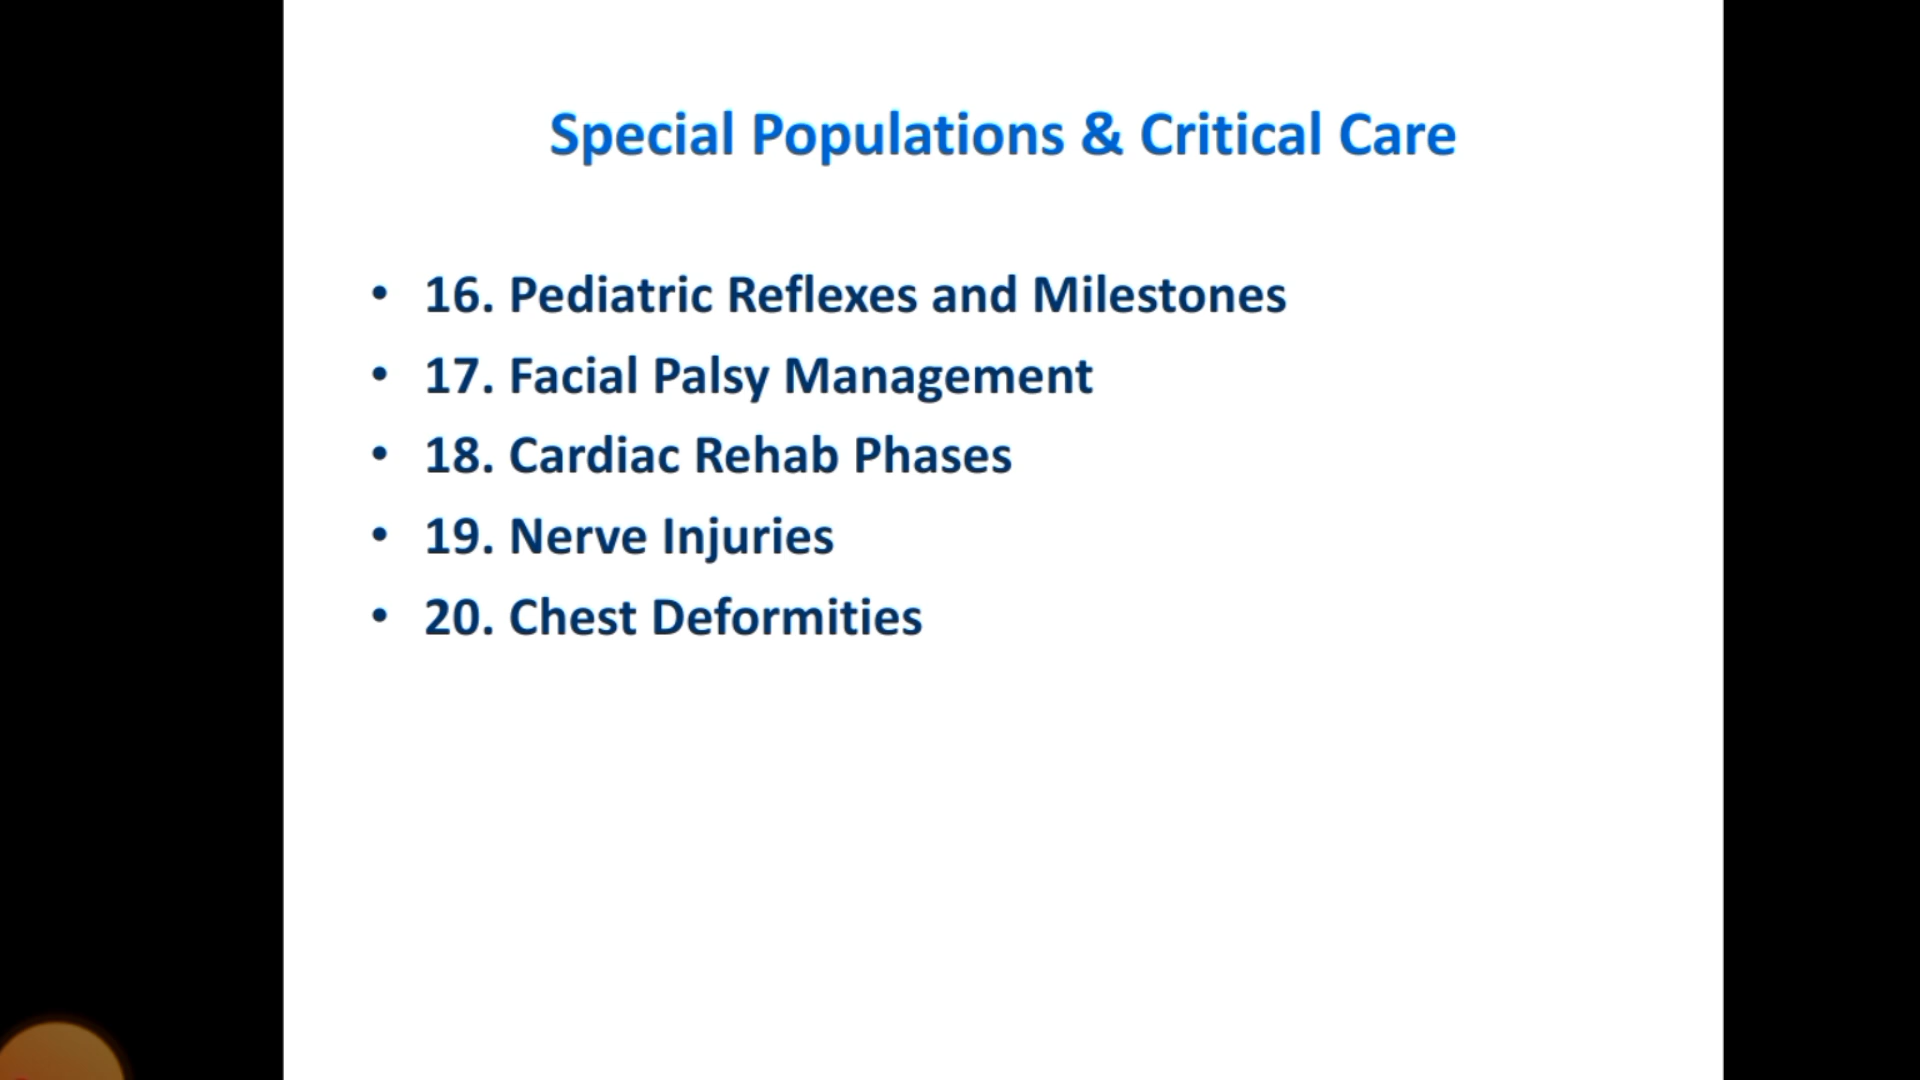 Special Populations & Critical Care
• 16. Pediatric Reflexes and Milestones
• 17. Facial Palsy Management
• 18. Cardiac Rehab Phases
• 19. Nerve Injuries
• 20. Chest Deformities